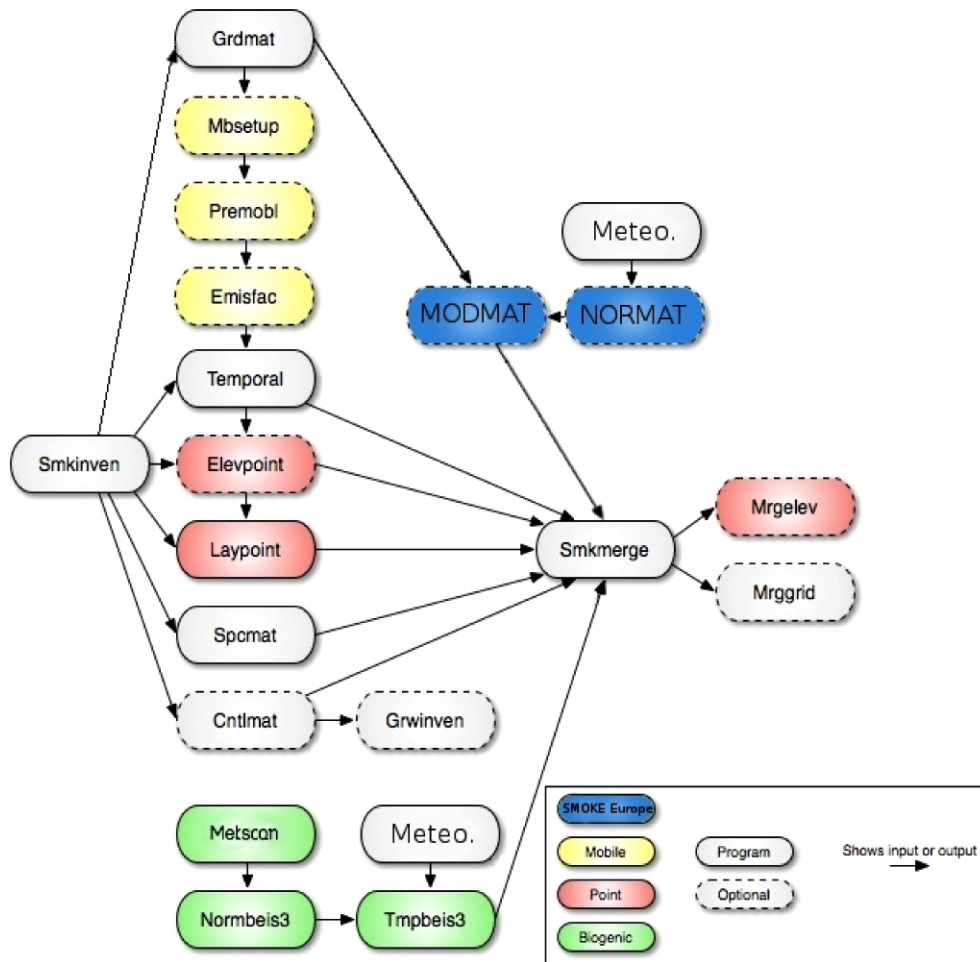 Grdmat
Mbsetup
Premobl
Meteo.
Emisfac
MODMAT
NORMAT
Temporal
Smkinven
Elevpoint
Mrgelev
Laypoint
Smkmerge
Mrggrid
Spcmat
Cntlmat
Grwinven
Metscan
Meteo.
Normbeis3
Tmpbeis3
SMOKE Europe
Mobile
Program
Shows input or output
Point
Optional
Biogenic